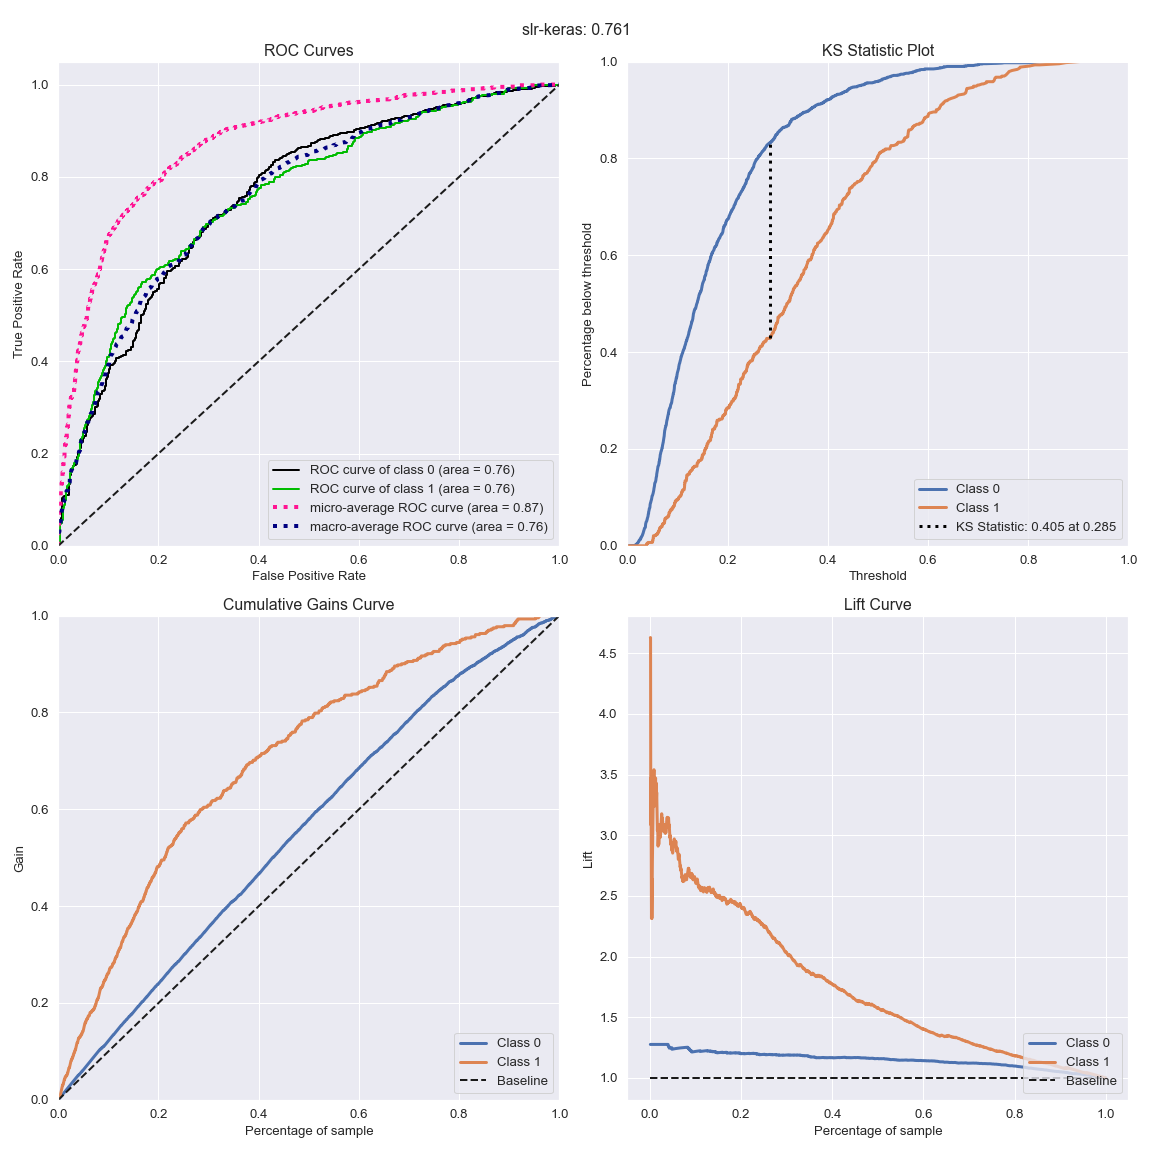 slr-keras: 0.761
ROC Curves
1.0
0.8
0.6
0.4
0.2
0.0
True Positive Rate
ROC curve of class 0 (area = 0.76)
ROC curve of class 1 (area = 0.76)
micro-average ROC curve (area = 0.87)
macro-average ROC curve (area = 0.76)
0.0 0.2 0.4 0.6 0.8 1.0
False Positive Rate
KS Statistic Plot
1.0
0.8
0.6
0.4
0.2
0.0
Percentage below threshold
Class 0
Class 1
KS Statistic: 0.405 at 0.285
0.0 0.2 0.4 0.6 0.8 1.0
Threshold
Cumulative Gains Curve
1.0
0.8
0.6
0.4
0.2
0.0
Gain
Class 0
Class 1
Baseline
0.0 0.2 0.4 0.6 0.8 1.0
Percentage of sample
Lift Curve
4.5
4.0
3.5
3.0
2.5
2.0
1.5
1.0
Lift
Class 0
Class 1
Baseline
0.0 0.2 0.4 0.6 0.8 1.0
Percentage of sample